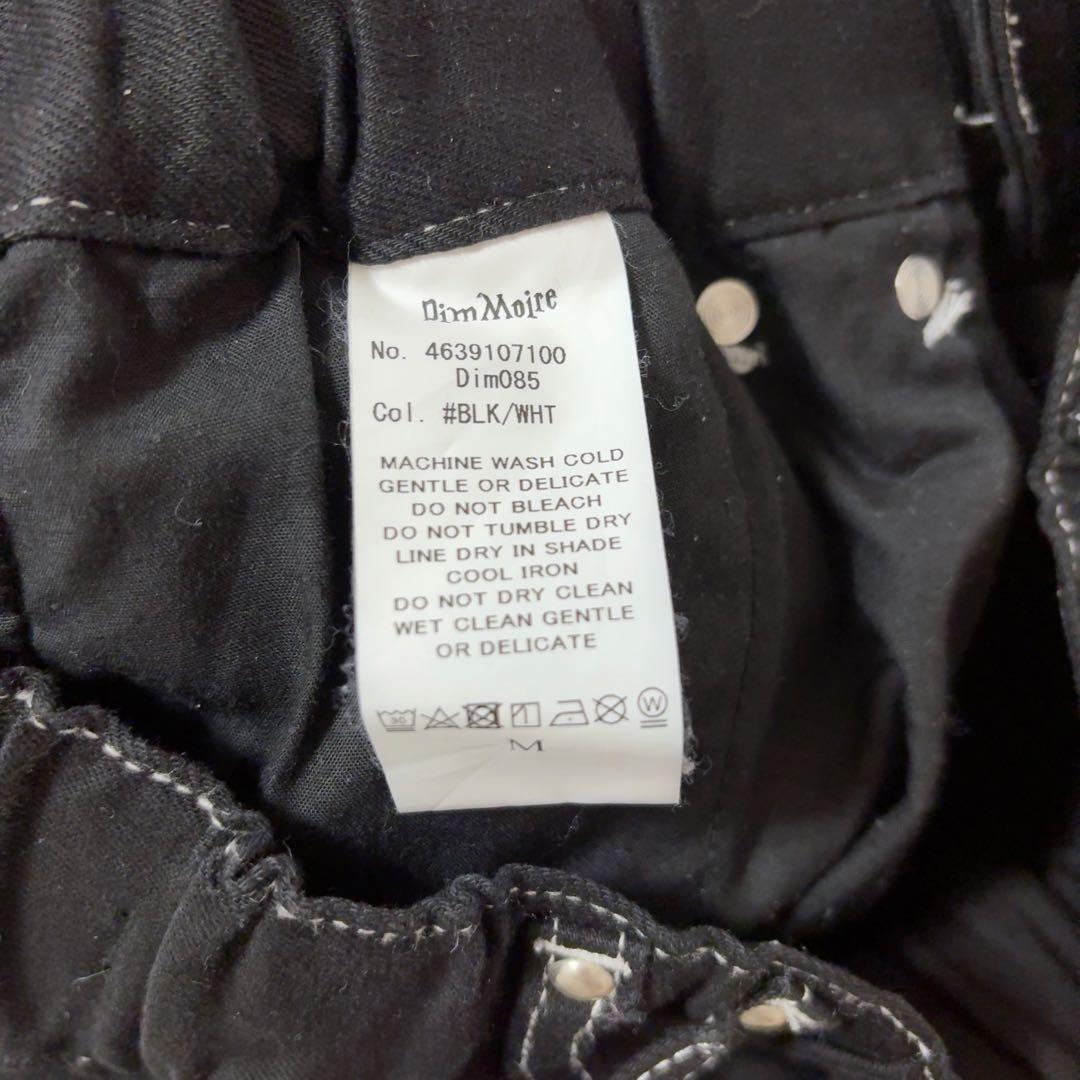 Dim Moire
No. 4639107100
Dim085
Col. #BLK/WHT
MACHINE WASH COLD
GENTLE OR DELICATE
DO NOT BLEACH
DO NOT TUMBLE DRY
LINE DRY IN SHADE
COOL IRON
DO NOT DRY CLEAN
WET CLEAN GENTLE
OR DELICATE
30 W
M